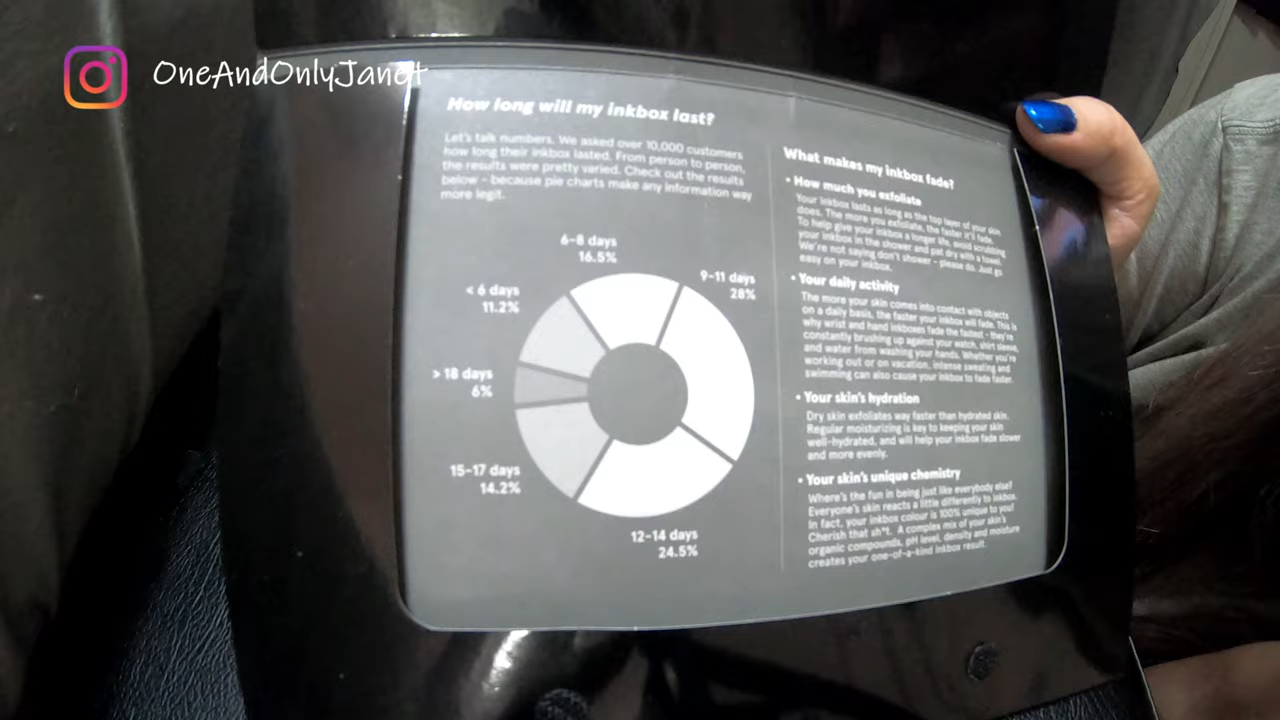 OneAndOnlyJanet
How long will my inkbox last?
Let's talk numbers. We asked over 10,000 customers
how long their inkbox lasted. From person to person,
the results were pretty varied. Check out the results
below - because pie charts make any information way
more legit.
6-8 days
16.5%
9-11 days
28%
< 6 days
11.2%
> 18 days
6%
15-17 days
14.2%
12-14 days
24.5%
What makes my inkbox fade?
• How much you exfoliate
Your inkbox lasts as long as the top layer of your skin
does. The more you exfoliate, the faster it'll fade.
To help give your inkbox a longer life, avoid scrubbing
your inkbox in the shower and pat dry with a towel.
We're not saying don't shower - please do. Just go
easy on your inkbox.
• Your daily activity
The more your skin comes into contact with objects
on a daily basis, the faster your inkbox will fade. This is
why wrist and hand inkboxes fade the fastest - they're
constantly brushing up against your watch, shirt sleeve,
and water from washing your hands. Whether you're
working out or on vacation, intense sweating and
swimming can also cause your inkbox to fade faster.
• Your skin's hydration
Dry skin exfoliates way faster than hydrated skin.
Regular moisturizing is key to keeping your skin
well-hydrated, and will help your inkbox fade slower
and more evenly.
• Your skin's unique chemistry
Where's the fun in being just like everybody else?
Everyone's skin reacts a little differently to inkbox.
In fact, your inkbox colour is 100% unique to you!
Cherish that sh*t. A complex mix of your skin's
organic compounds, pH level, density and moisture
creates your one-of-a-kind inkbox result.